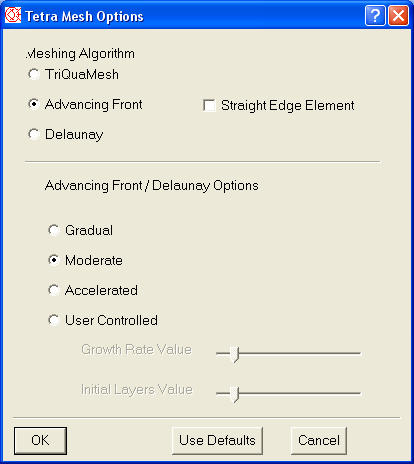 Tetra Mesh Options
Meshing Algorithm
TriQuaMesh
Advancing Front Straight Edge Element
Delaunay
Advancing Front / Delaunay Options
Gradual
Moderate
Accelerated
User Controlled
Growth Rate Value
Initial Layers Value
OK Use Defaults Cancel